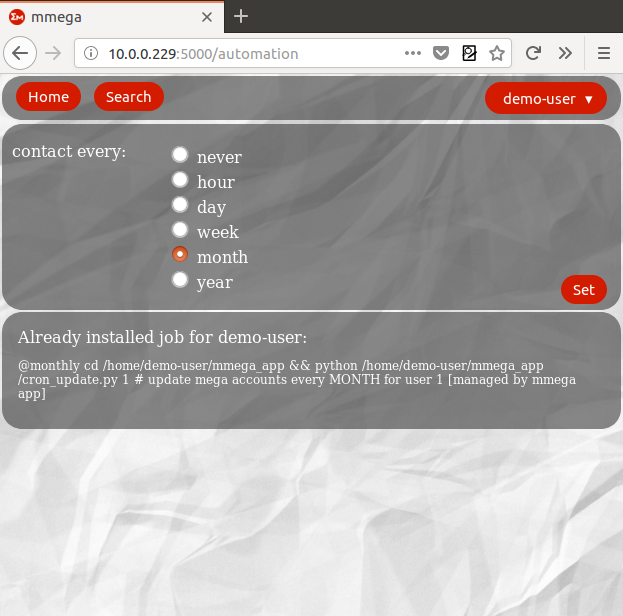 mmega
10.0.0.229:5000/automation
Home
Search
demo-user ▾
contact every:
never
hour
day
week
month
year
Set
Already installed job for demo-user:
@monthly cd /home/demo-user/mmega_app && python /home/demo-user/mmega_app
/cron_update.py 1 # update mega accounts every MONTH for user 1 [managed by mmega
app]